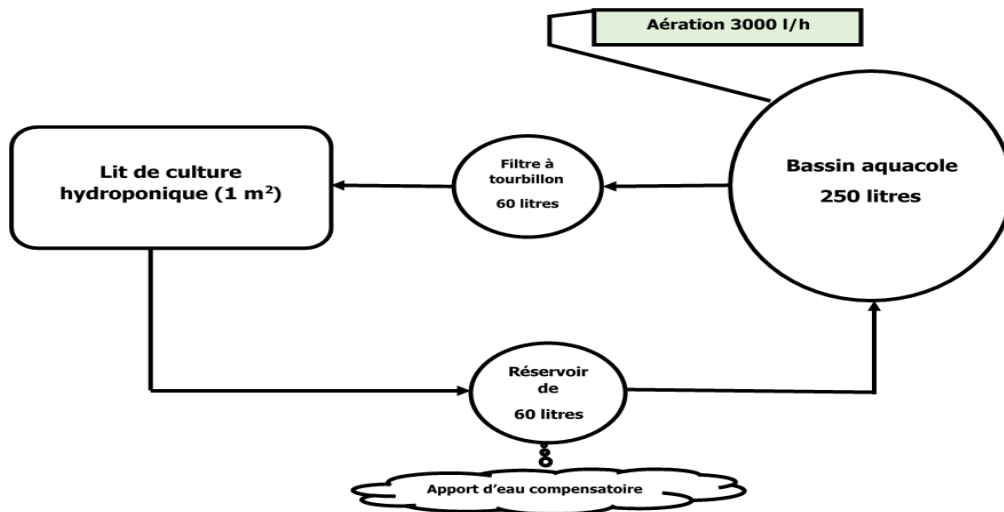 Aération 3000 l/h
Bassin aquacole
250 litres
Filtre à
tourbillon
60 litres
Lit de culture
hydroponique (1 m²)
Réservoir
de
60 litres
Apport d'eau compensatoire